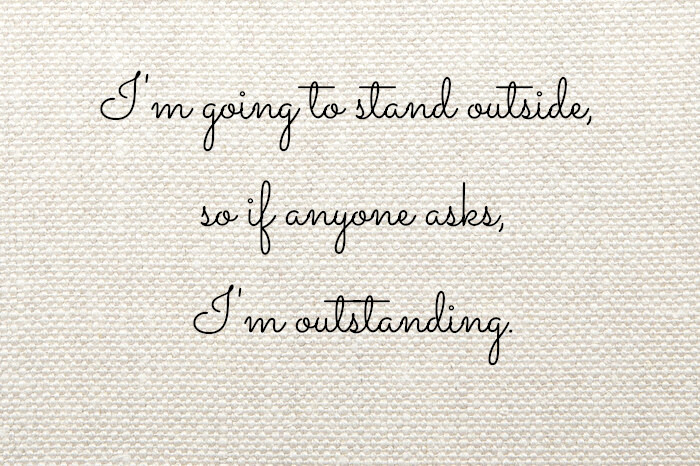 I'm going to stand outside,
so if anyone asks,
I'm outstanding.